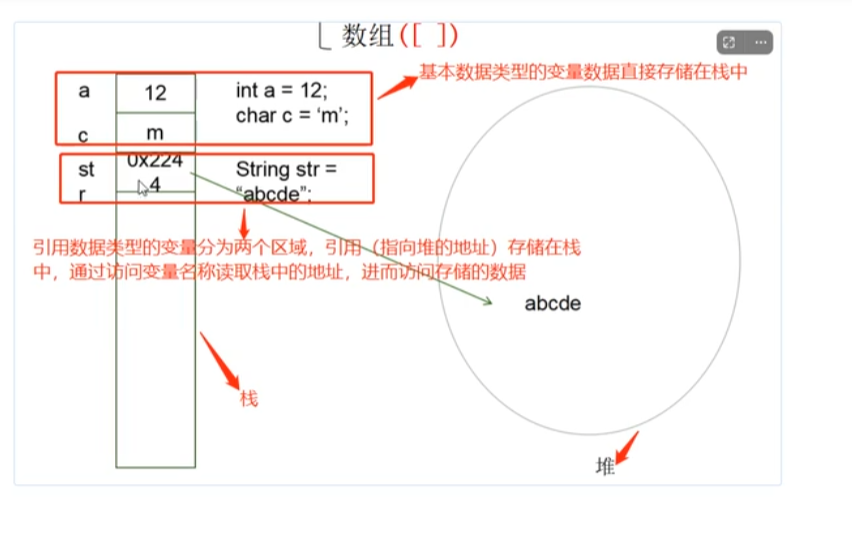 数组([ ])
基本数据类型的变量数据直接存储在栈中
a
12
int a = 12;
char c = ‘m’;
c
m
st
r
0x224
4
String str =
“abcde”;
引用数据类型的变量分为两个区域，引用（指向堆的地址）存储在栈
中，通过访问变量名称读取栈中的地址，进而访问存储的数据
abcde
栈
堆